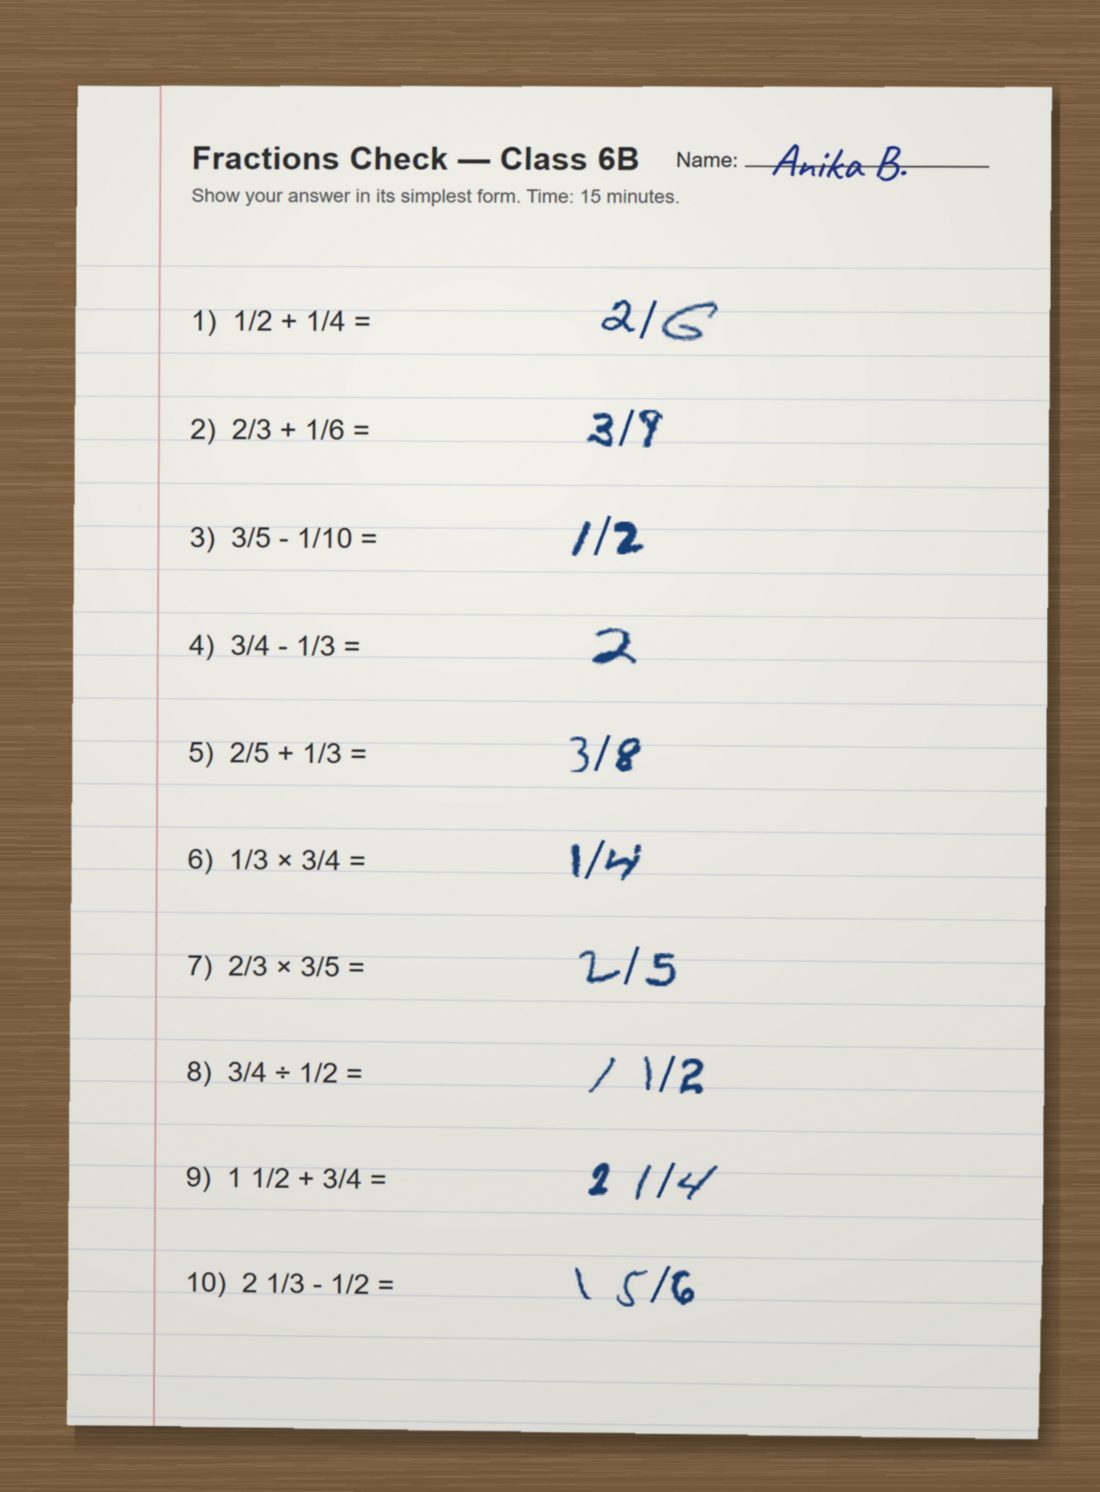 Fractions Check — Class 6B Name: Anika B.
Show your answer in its simplest form. Time: 15 minutes.
1) 1/2 + 1/4 = 2/6
2) 2/3 + 1/6 = 3/9
3) 3/5 - 1/10 = 1/2
4) 3/4 - 1/3 = 2
5) 2/5 + 1/3 = 3/8
6) 1/3 × 3/4 = 1/4
7) 2/3 × 3/5 = 2/5
8) 3/4 ÷ 1/2 = 1 1/2
9) 1 1/2 + 3/4 = 2 1/4
10) 2 1/3 - 1/2 = 1 5/6